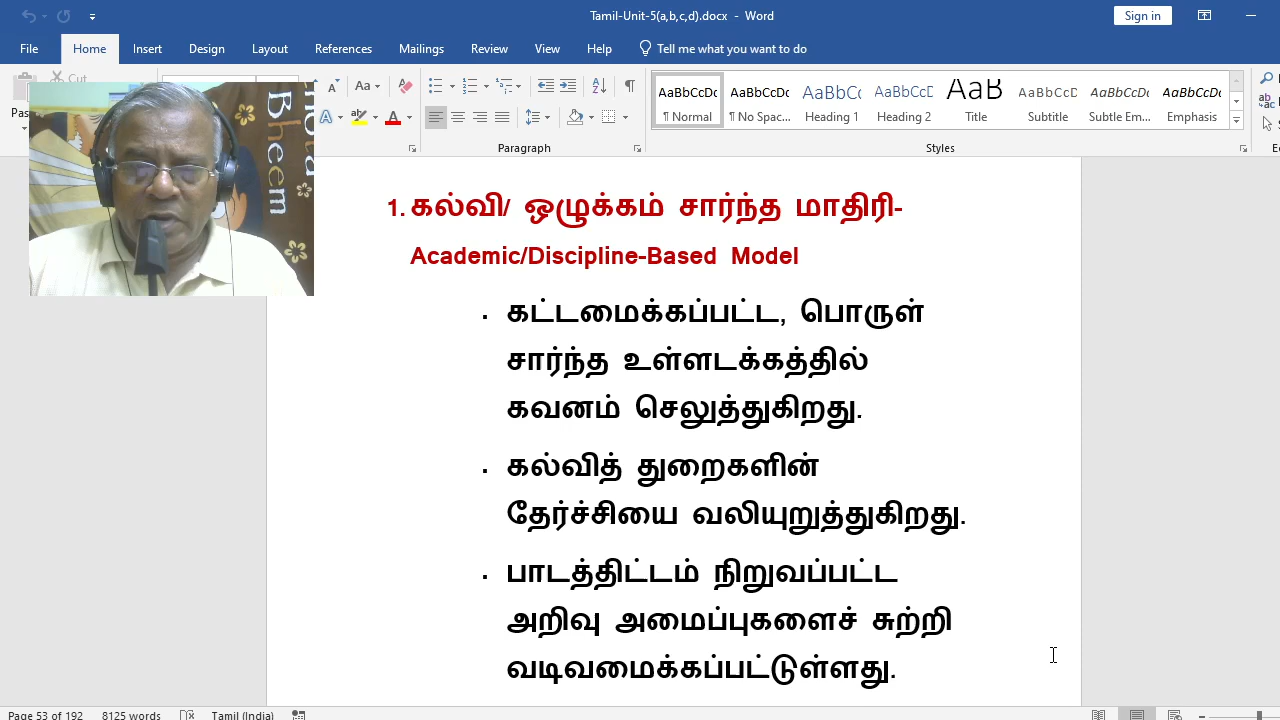 Tamil-Unit-5(a,b,c,d).docx - Word
Sign in
File Home Insert Design Layout References Mailings Review View Help Tell me what you want to do
Cut
Aa
AaBbCcDc AaBbCcDc AaBbCc AaBbCcD AaB AaBbCcD AaBbCcDc AaBbCcDc
¶ Normal ¶ No Spac... Heading 1 Heading 2 Title Subtitle Subtle Em... Emphasis
Paragraph Styles
Bheem
1. கல்வி/ ஒழுக்கம் சார்ந்த மாதிரி-
Academic/Discipline-Based Model
▪ கட்டமைக்கப்பட்ட, பொருள்
சார்ந்த உள்ளடக்கத்தில்
கவனம் செலுத்துகிறது.
▪ கல்வித் துறைகளின்
தேர்ச்சியை வலியுறுத்துகிறது.
▪ பாடத்திட்டம் நிறுவப்பட்ட
அறிவு அமைப்புகளைச் சுற்றி
வடிவமைக்கப்பட்டுள்ளது.
Page 53 of 192 8125 words Tamil (India)